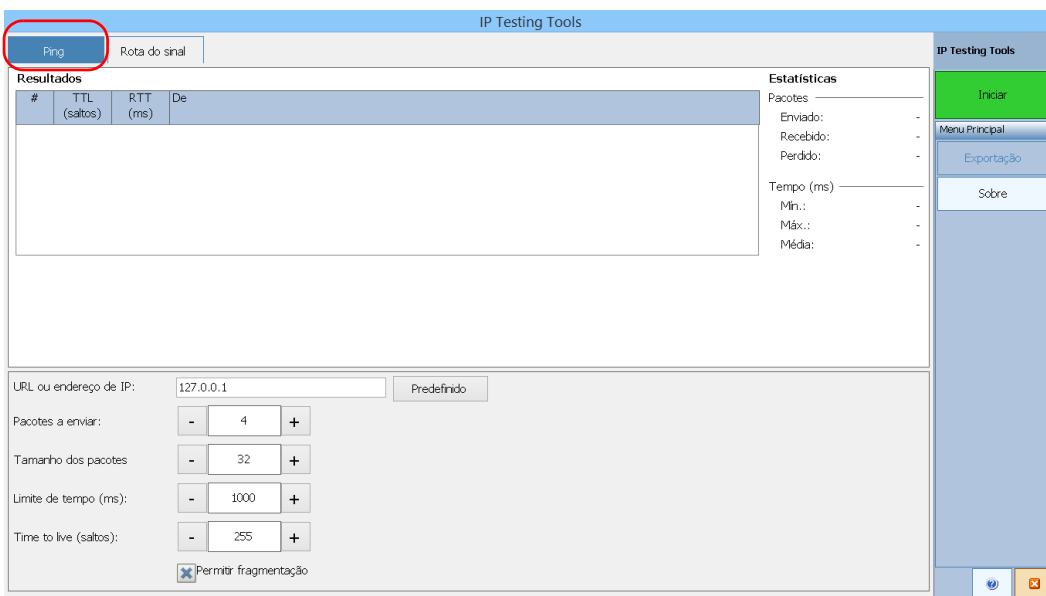 IP Testing Tools
Ping
Rota do sinal
Resultados
# TTL (saltos) RTT (ms) De
Estatísticas
Pacotes
Enviado: -
Recebido: -
Perdido: -
Tempo (ms)
Mín.: -
Máx.: -
Média: -
URL ou endereço de IP: 127.0.0.1 Predefinido
Pacotes a enviar: - 4 +
Tamanho dos pacotes - 32 +
Limite de tempo (ms): - 1000 +
Time to live (saltos): - 255 +
Permitir fragmentação
IP Testing Tools
Iniciar
Menu Principal
Exportação
Sobre